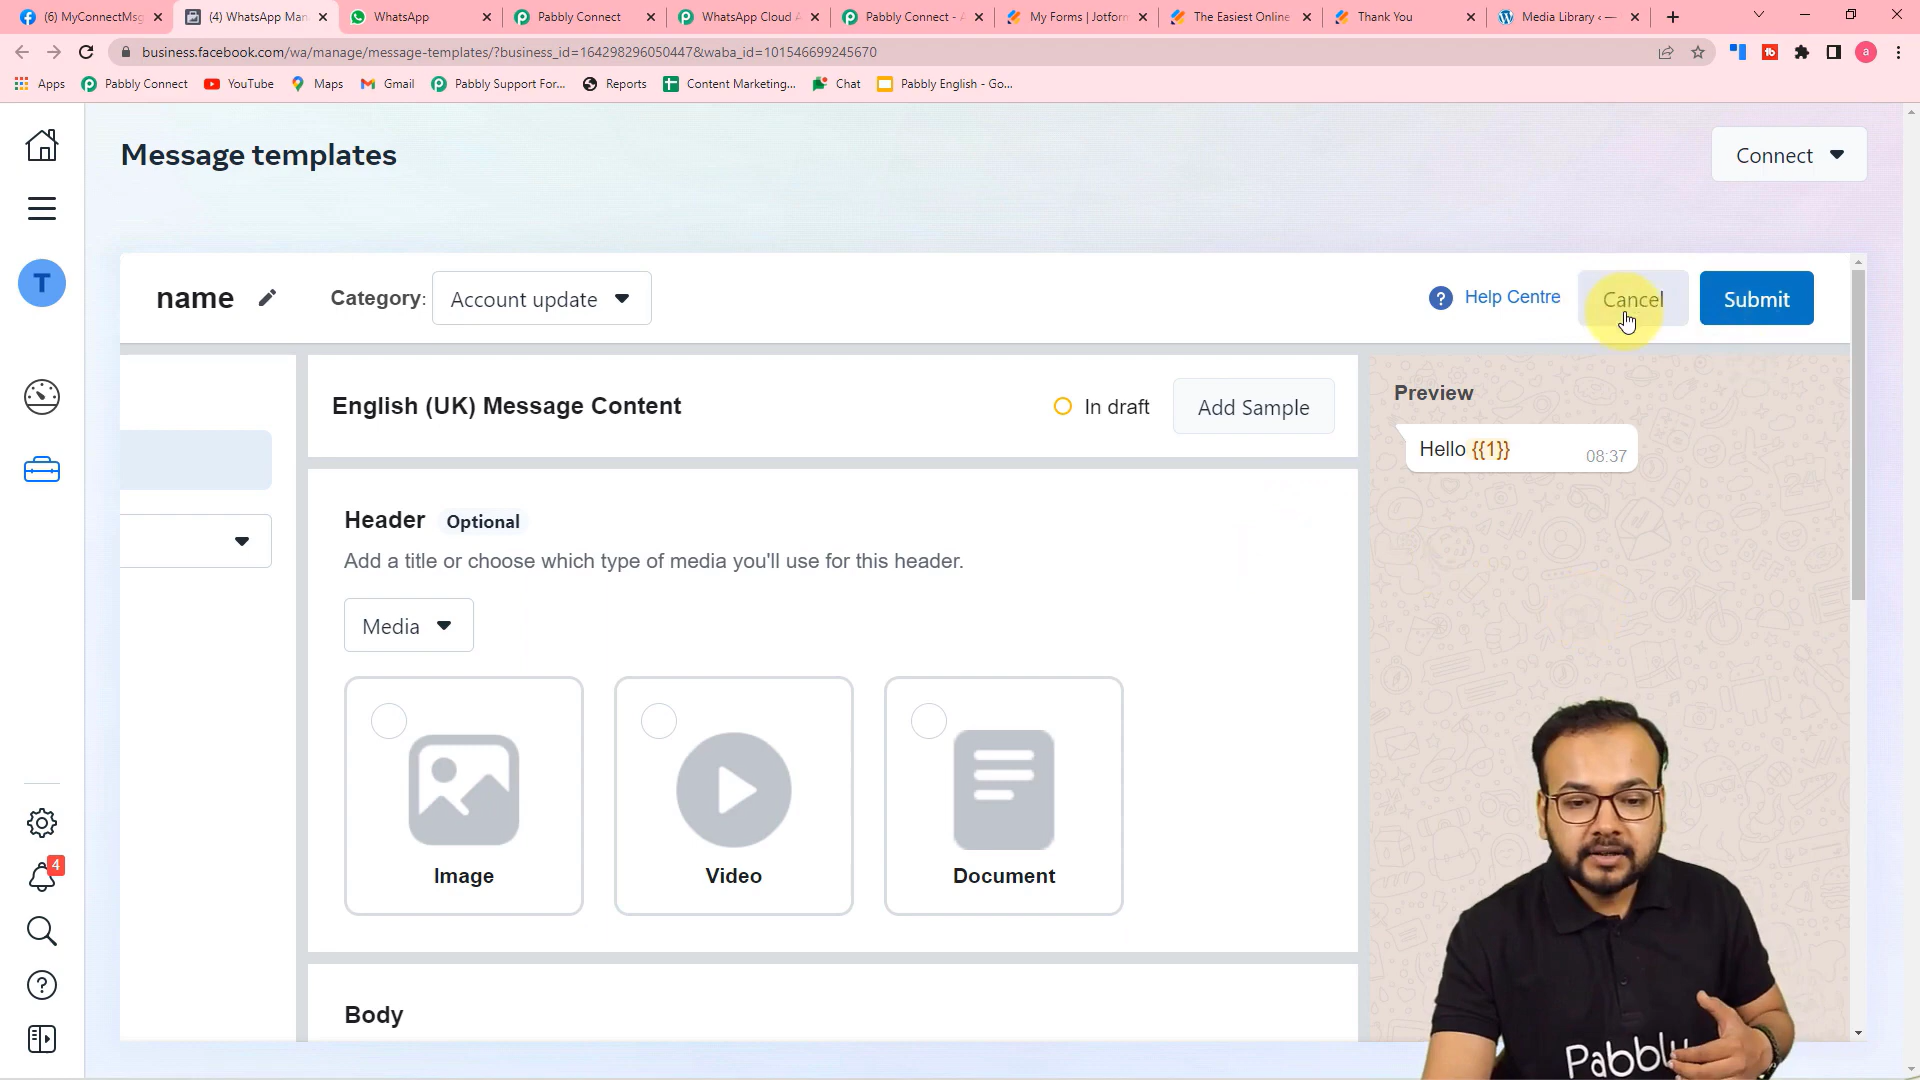 (6) MyConnectMsg
(4) WhatsApp Man
WhatsApp
Pabbly Connect
WhatsApp Cloud A
Pabbly Connect - A
My Forms | Jotform
The Easiest Online
Thank You
Media Library ‹ —
business.facebook.com/wa/manage/message-templates/?business_id=164298296050447&waba_id=101546699245670
a
Apps
Pabbly Connect
YouTube
Maps
Gmail
Pabbly Support For...
Reports
Content Marketing...
Chat
Pabbly English - Go...
Message templates
Connect
T
name
Category:
Account update
? Help Centre
Cancel
Submit
English (UK) Message Content
In draft
Add Sample
Preview
Hello {{1}}
08:37
Header
Optional
Add a title or choose which type of media you'll use for this header.
Media
Image
Video
Document
4
Body
Pabbly